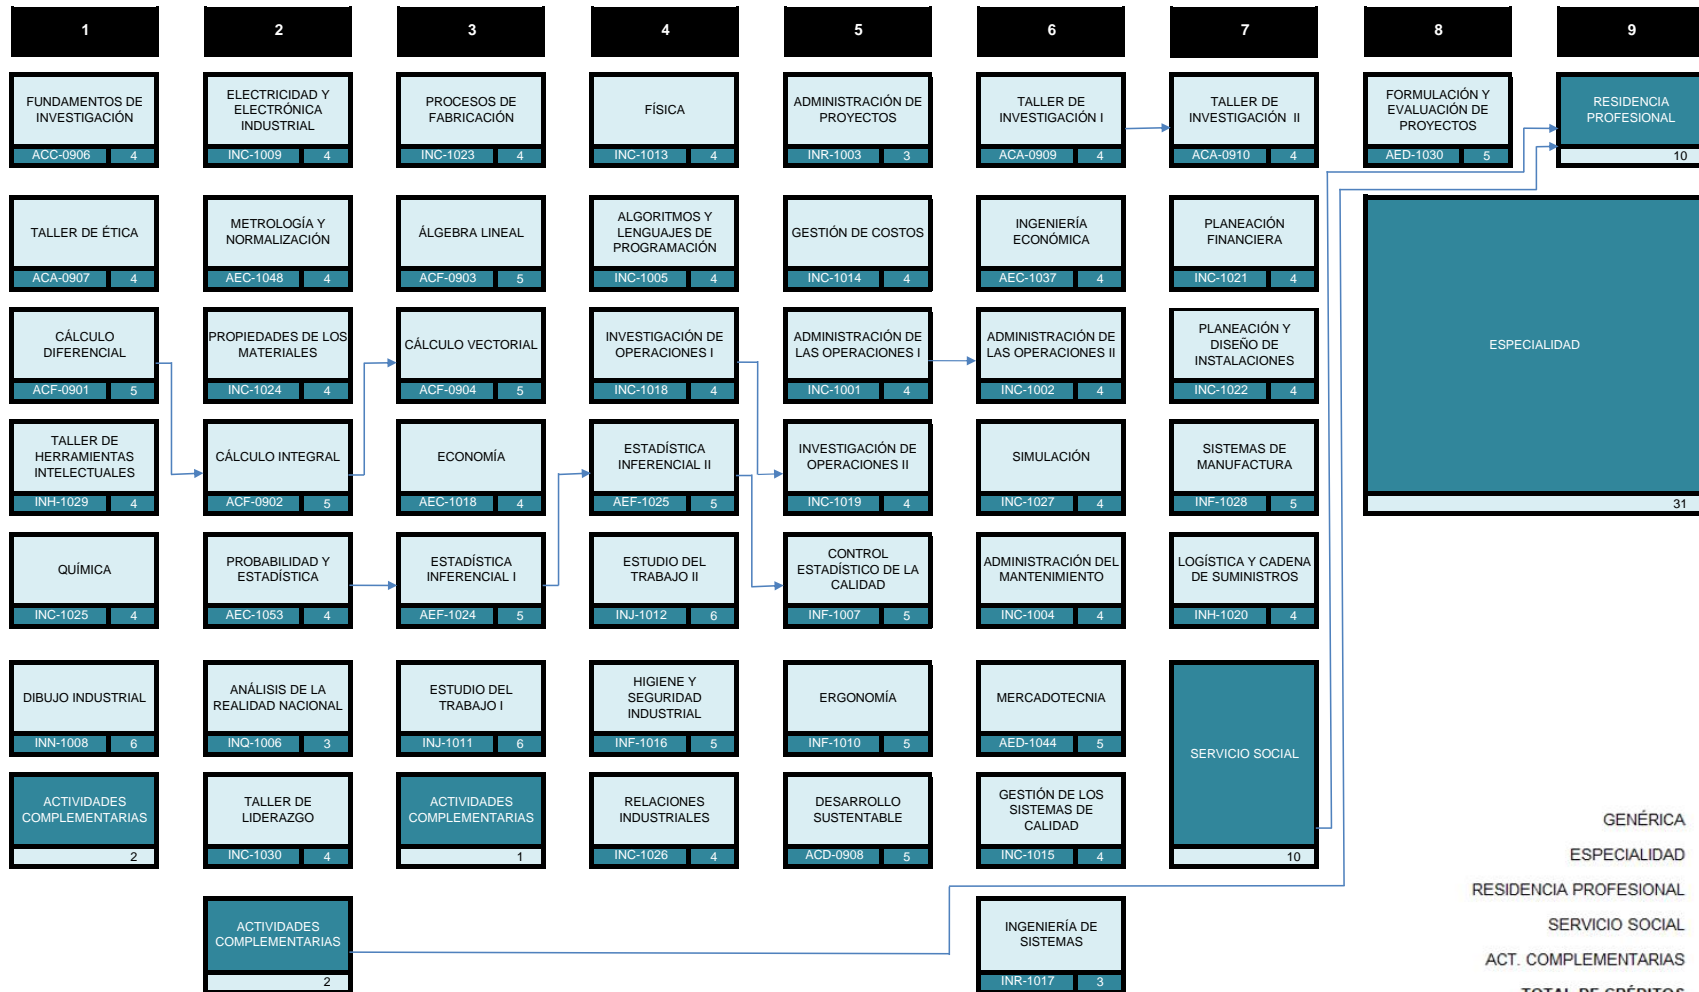 1 2 3 4 5 6 7 8 9
FUNDAMENTOS DE
INVESTIGACIÓN
ACC-0906 4
ELECTRICIDAD Y
ELECTRÓNICA
INDUSTRIAL
INC-1009 4
PROCESOS DE
FABRICACIÓN
INC-1023 4
FÍSICA
INC-1013 4
ADMINISTRACIÓN DE
PROYECTOS
INR-1003 3
TALLER DE
INVESTIGACIÓN I
ACA-0909 4
TALLER DE
INVESTIGACIÓN II
ACA-0910 4
FORMULACIÓN Y
EVALUACIÓN DE
PROYECTOS
AED-1030 5
RESIDENCIA
PROFESIONAL
10
TALLER DE ÉTICA
ACA-0907 4
METROLOGÍA Y
NORMALIZACIÓN
AEC-1048 4
ÁLGEBRA LINEAL
ACF-0903 5
ALGORITMOS Y
LENGUAJES DE
PROGRAMACIÓN
INC-1005 4
GESTIÓN DE COSTOS
INC-1014 4
INGENIERÍA
ECONÓMICA
AEC-1037 4
PLANEACIÓN
FINANCIERA
INC-1021 4
ESPECIALIDAD
31
CÁLCULO
DIFERENCIAL
ACF-0901 5
PROPIEDADES DE LOS
MATERIALES
INC-1024 4
CÁLCULO VECTORIAL
ACF-0904 5
INVESTIGACIÓN DE
OPERACIONES I
INC-1018 4
ADMINISTRACIÓN DE
LAS OPERACIONES I
INC-1001 4
ADMINISTRACIÓN DE
LAS OPERACIONES II
INC-1002 4
PLANEACIÓN Y
DISEÑO DE
INSTALACIONES
INC-1022 4
TALLER DE
HERRAMIENTAS
INTELECTUALES
INH-1029 4
CÁLCULO INTEGRAL
ACF-0902 5
ECONOMÍA
AEC-1018 4
ESTADÍSTICA
INFERENCIAL II
AEF-1025 5
INVESTIGACIÓN DE
OPERACIONES II
INC-1019 4
SIMULACIÓN
INC-1027 4
SISTEMAS DE
MANUFACTURA
INF-1028 5
QUÍMICA
INC-1025 4
PROBABILIDAD Y
ESTADÍSTICA
AEC-1053 4
ESTADÍSTICA
INFERENCIAL I
AEF-1024 5
ESTUDIO DEL
TRABAJO II
INJ-1012 6
CONTROL
ESTADÍSTICO DE LA
CALIDAD
INF-1007 5
ADMINISTRACIÓN DEL
MANTENIMIENTO
INC-1004 4
LOGÍSTICA Y CADENA
DE SUMINISTROS
INH-1020 4
DIBUJO INDUSTRIAL
INN-1008 6
ANÁLISIS DE LA
REALIDAD NACIONAL
INQ-1006 3
ESTUDIO DEL
TRABAJO I
INJ-1011 6
HIGIENE Y
SEGURIDAD
INDUSTRIAL
INF-1016 5
ERGONOMÍA
INF-1010 5
MERCADOTECNIA
AED-1044 5
SERVICIO SOCIAL
10
ACTIVIDADES
COMPLEMENTARIAS
2
TALLER DE
LIDERAZGO
INC-1030 4
ACTIVIDADES
COMPLEMENTARIAS
1
RELACIONES
INDUSTRIALES
INC-1026 4
DESARROLLO
SUSTENTABLE
ACD-0908 5
GESTIÓN DE LOS
SISTEMAS DE
CALIDAD
INC-1015 4
ACTIVIDADES
COMPLEMENTARIAS
2
INGENIERÍA DE
SISTEMAS
INR-1017 3
GENÉRICA
ESPECIALIDAD
RESIDENCIA PROFESIONAL
SERVICIO SOCIAL
ACT. COMPLEMENTARIAS
TOTAL DE CRÉDITOS